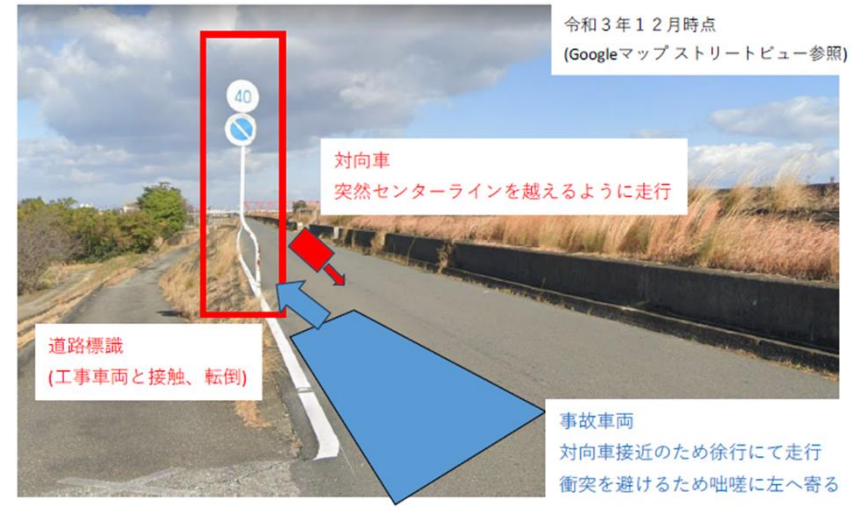 令和３年１２月時点
(Googleマップ ストリートビュー参照)
40
対向車
突然センターラインを越えるように走行
道路標識
(工事車両と接触、転倒)
事故車両
対向車接近のため徐行にて走行
衝突を避けるため咄嗟に左へ寄る